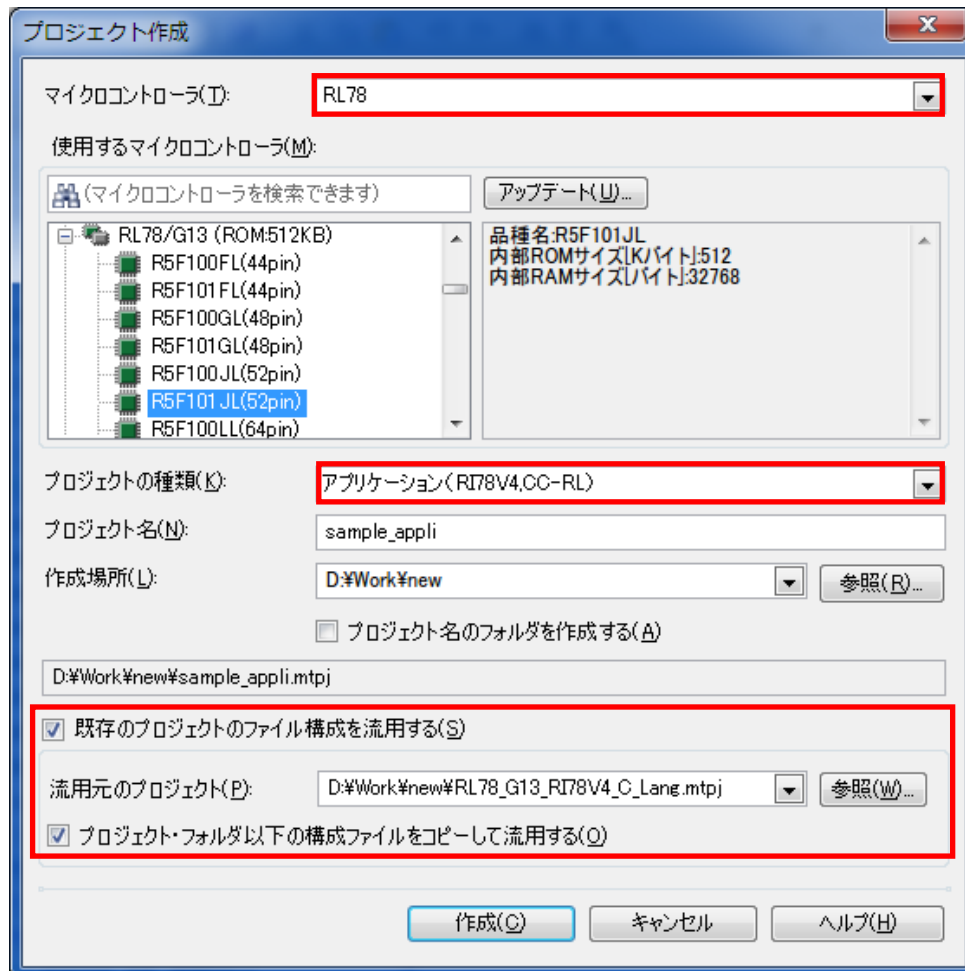 プロジェクト作成
マイクロコントローラ(T):
RL78
使用するマイクロコントローラ(M):
(マイクロコントローラを検索できます)
アップデート(U)...
RL78/G13 (ROM:512KB)
R5F100FL(44pin)
R5F101FL(44pin)
R5F100GL(48pin)
R5F101GL(48pin)
R5F100JL(52pin)
R5F101JL(52pin)
R5F100LL(64pin)
品種名:R5F101JL
内部ROMサイズ[Kバイト]:512
内部RAMサイズ[バイト]:32768
プロジェクトの種類(K):
アプリケーション(RI78V4,CC-RL)
プロジェクト名(N):
sample_appli
作成場所(L):
D:¥Work¥new
参照(R)...
プロジェクト名のフォルダを作成する(A)
D:¥Work¥new¥sample_appli.mtpj
既存のプロジェクトのファイル構成を流用する(S)
流用元のプロジェクト(P):
D:¥Work¥new¥RL78_G13_RI78V4_C_Lang.mtpj
参照(W)...
プロジェクト・フォルダ以下の構成ファイルをコピーして流用する(O)
作成(C)
キャンセル
ヘルプ(H)